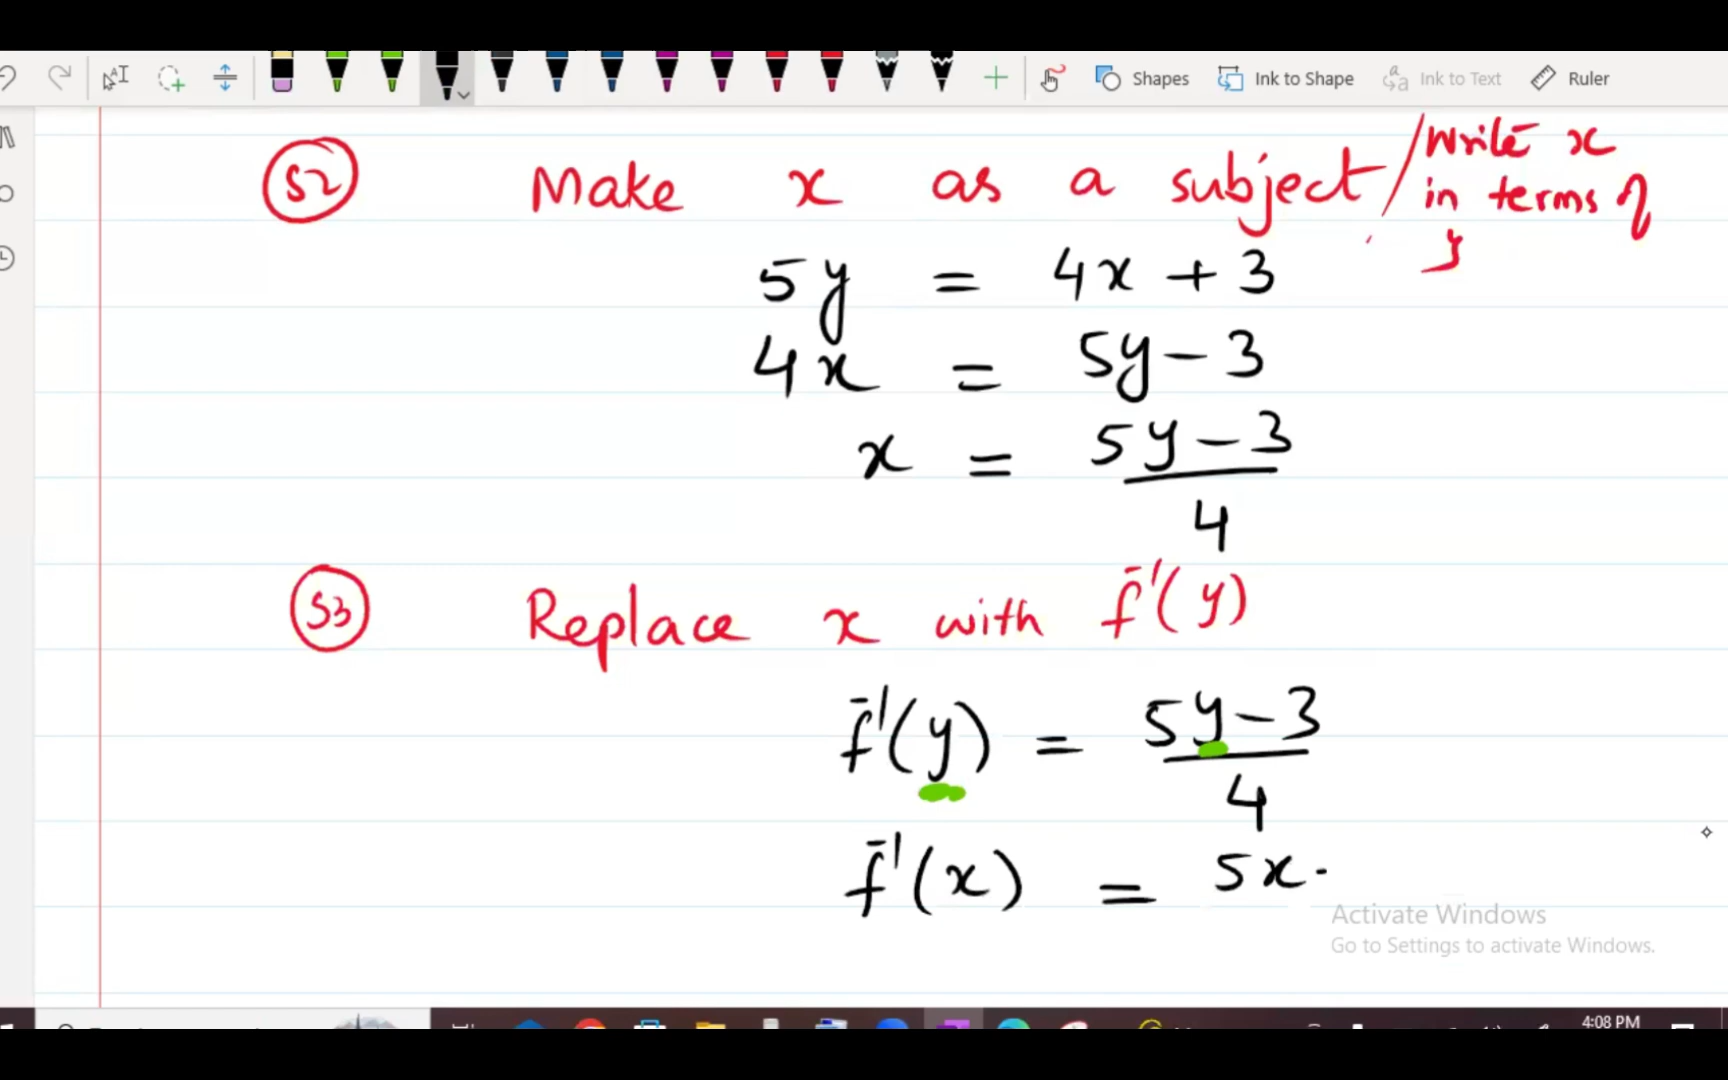 Shapes Ink to Shape Ink to Text Ruler
S2 Make x as a subject / Write x
in terms of
y
5y = 4x + 3
4x = 5y - 3
x = 5y - 3
4
S3 Replace x with f⁻¹(y)
f⁻¹(y) = 5y - 3
4
f⁻¹(x) = 5x-
Activate Windows
Go to Settings to activate Windows.
4:08 PM